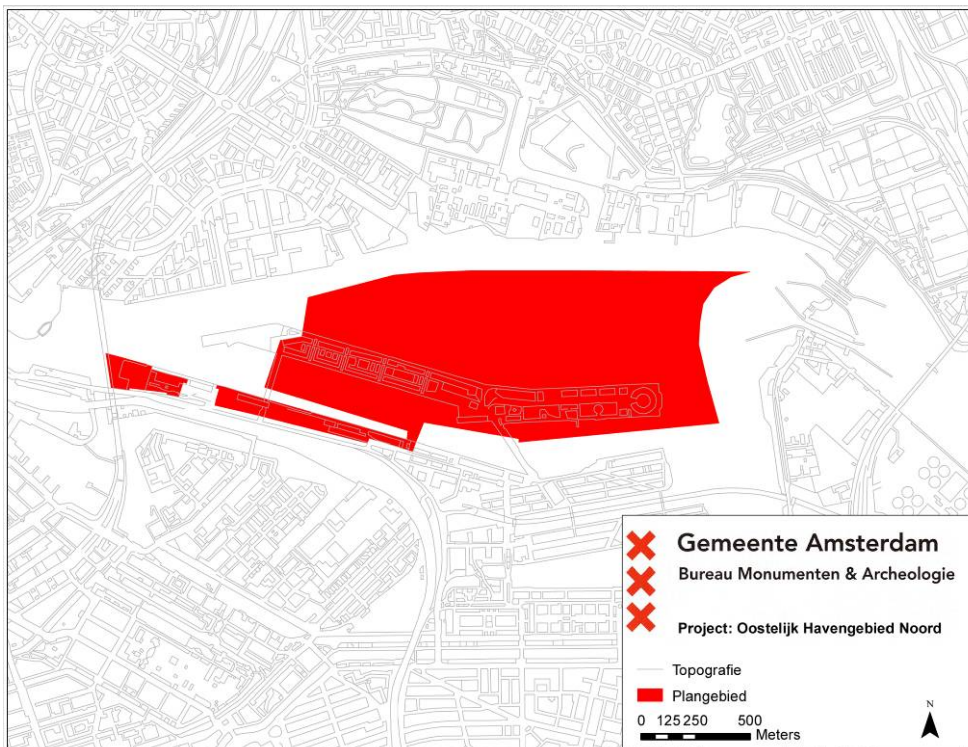 Gemeente Amsterdam
Bureau Monumenten & Archeologie
Project: Oostelijk Havengebied Noord
Topografie
Plangebied
0 125 250 500
Meters
N